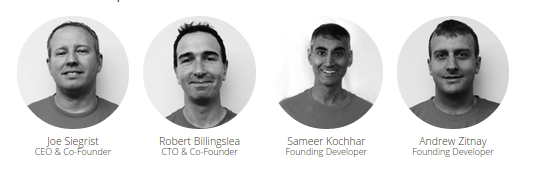 Joe Siegrist
CEO & Co-Founder
Robert Billingslea
CTO & Co-Founder
Sameer Kochhar
Founding Developer
Andrew Zitnay
Founding Developer